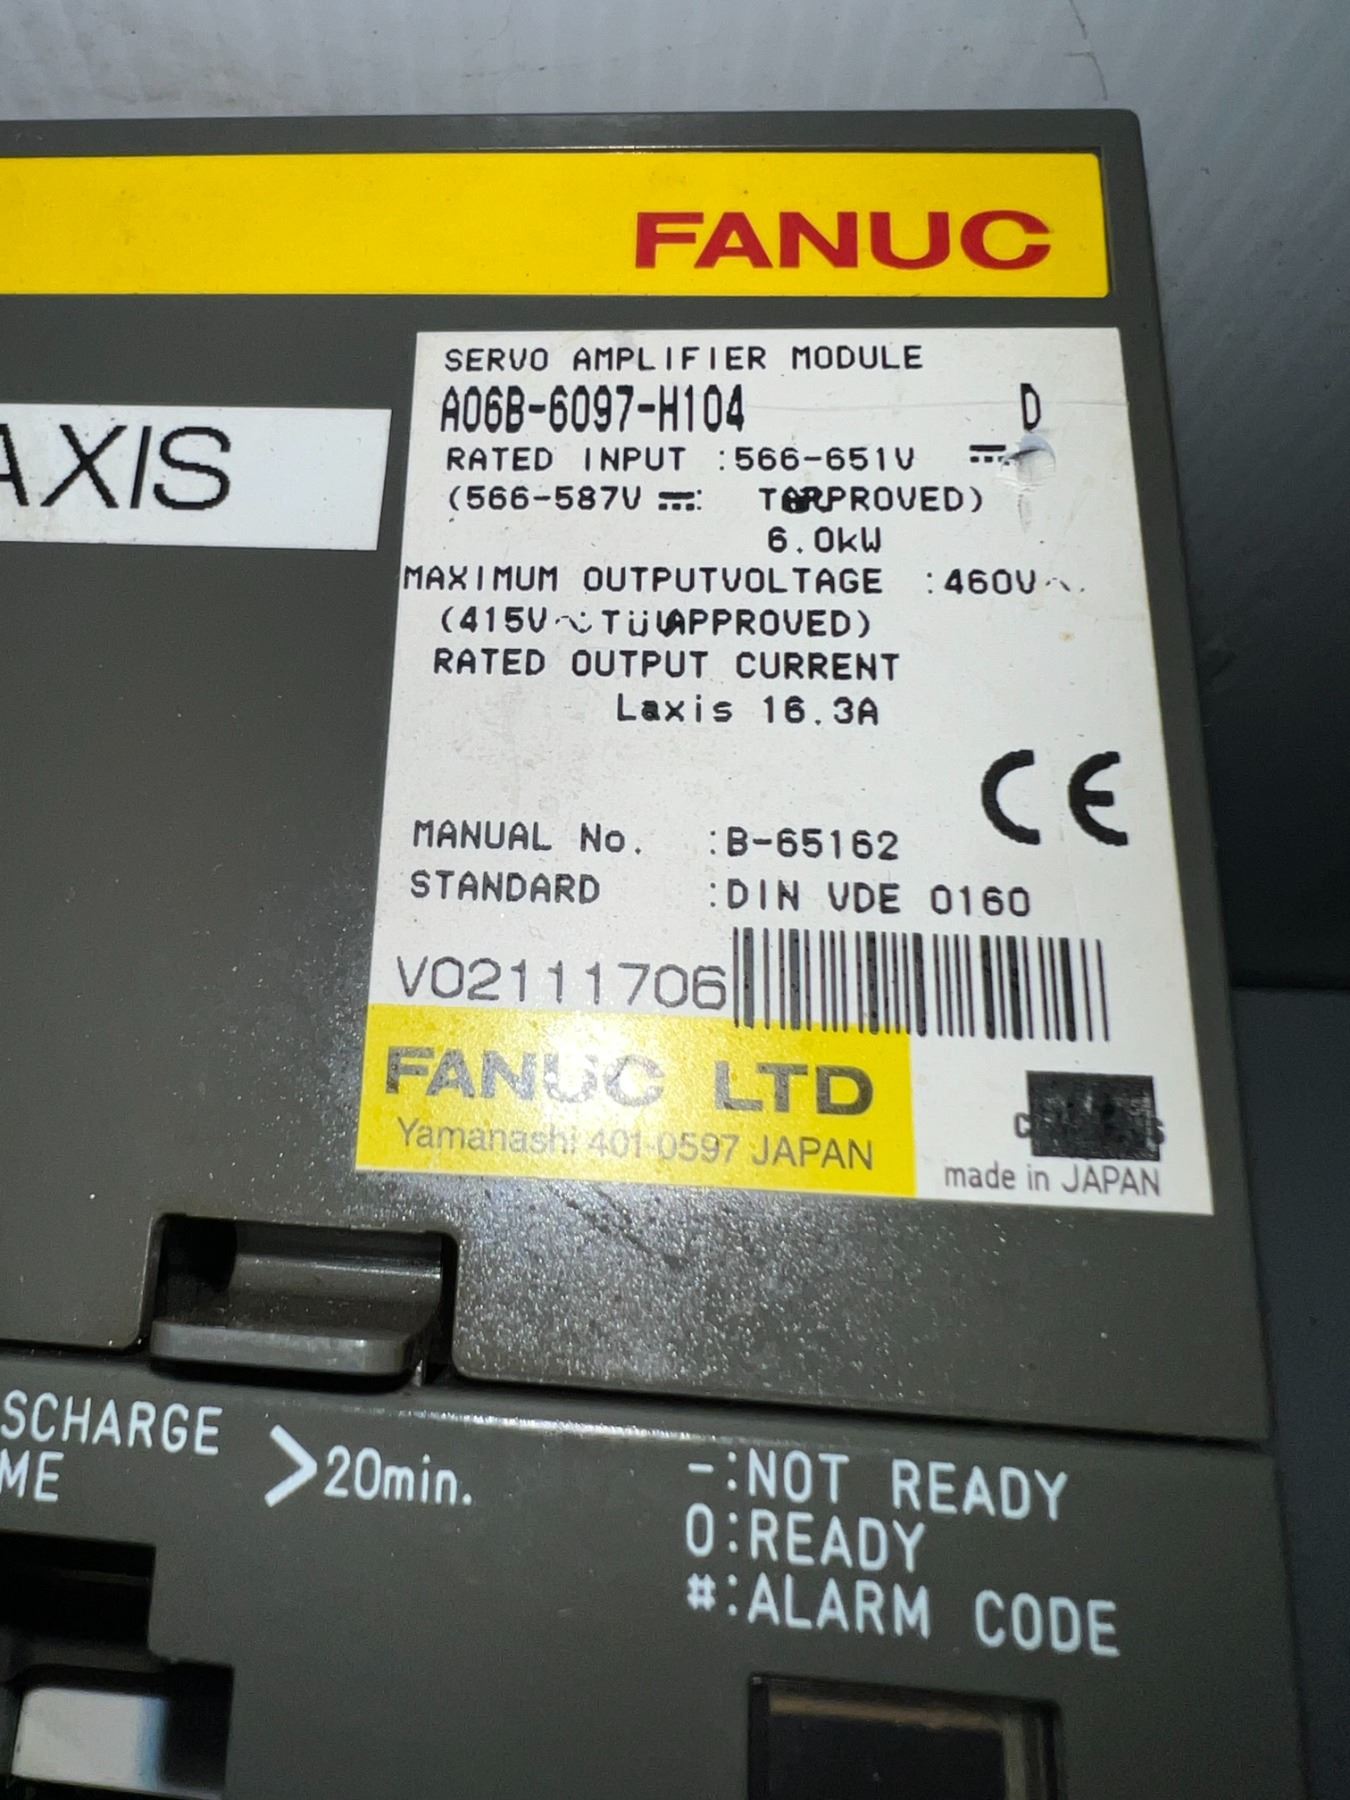 FANUC
SERVO AMPLIFIER MODULE
A06B-6097-H104 D
AXIS
RATED INPUT :566-651V ⎓
(566-587V ⎓: APPROVED)
6.0kW
MAXIMUM OUTPUTVOLTAGE :460V~
(415V~ TÜV APPROVED)
RATED OUTPUT CURRENT
Laxis 16.3A
CE
MANUAL No. :B-65162
STANDARD :DIN VDE 0160
V02111706
FANUC LTD
Yamanashi 401-0597 JAPAN
made in JAPAN
SCHARGE
ME
>20min.
-:NOT READY
0:READY
#:ALARM CODE